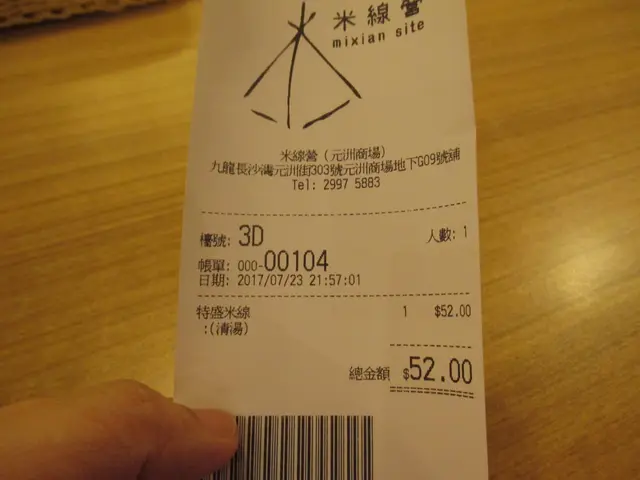 米線營
mixian site
米線營 (元洲商場)
九龍長沙灣元洲街303號元洲商場地下G09號舖
Tel: 2997 5883
檯號: 3D 人數: 1
帳單: 000-00104
日期: 2017/07/23 21:57:01
特盛米線 1 $52.00
:(清湯)
總金額 $52.00